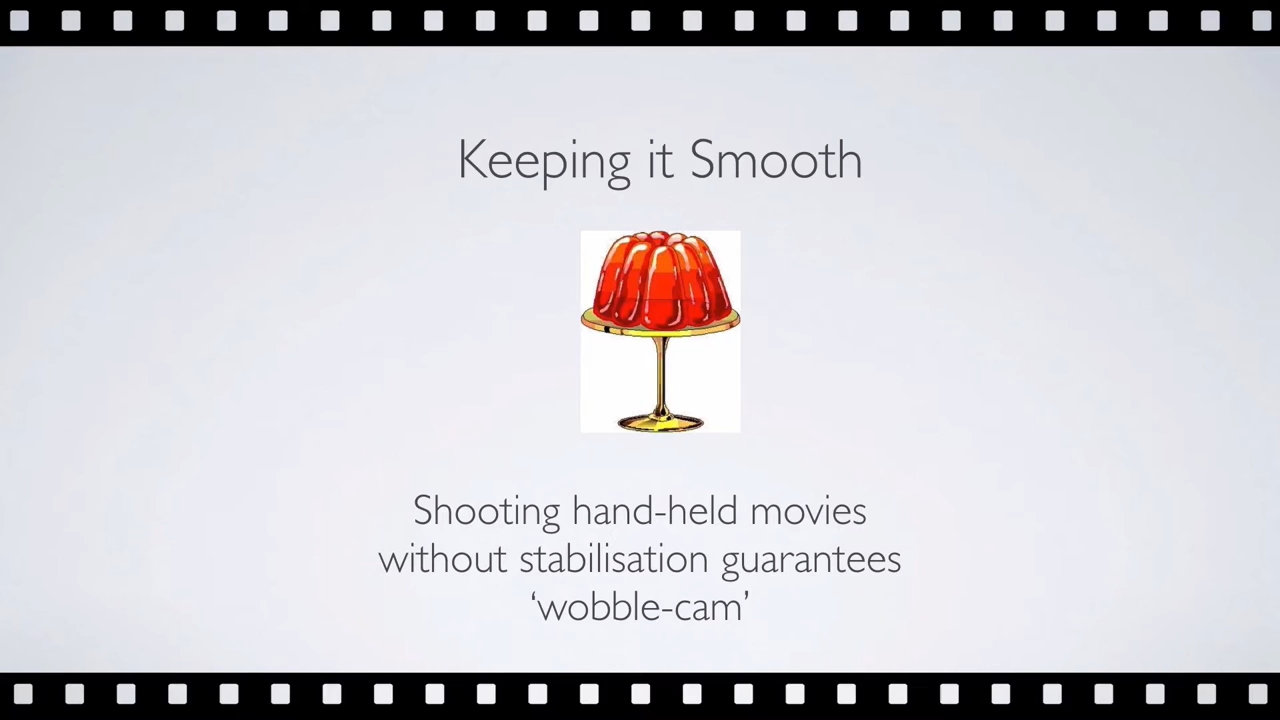 Keeping it Smooth
Shooting hand-held movies
without stabilisation guarantees
‘wobble-cam’